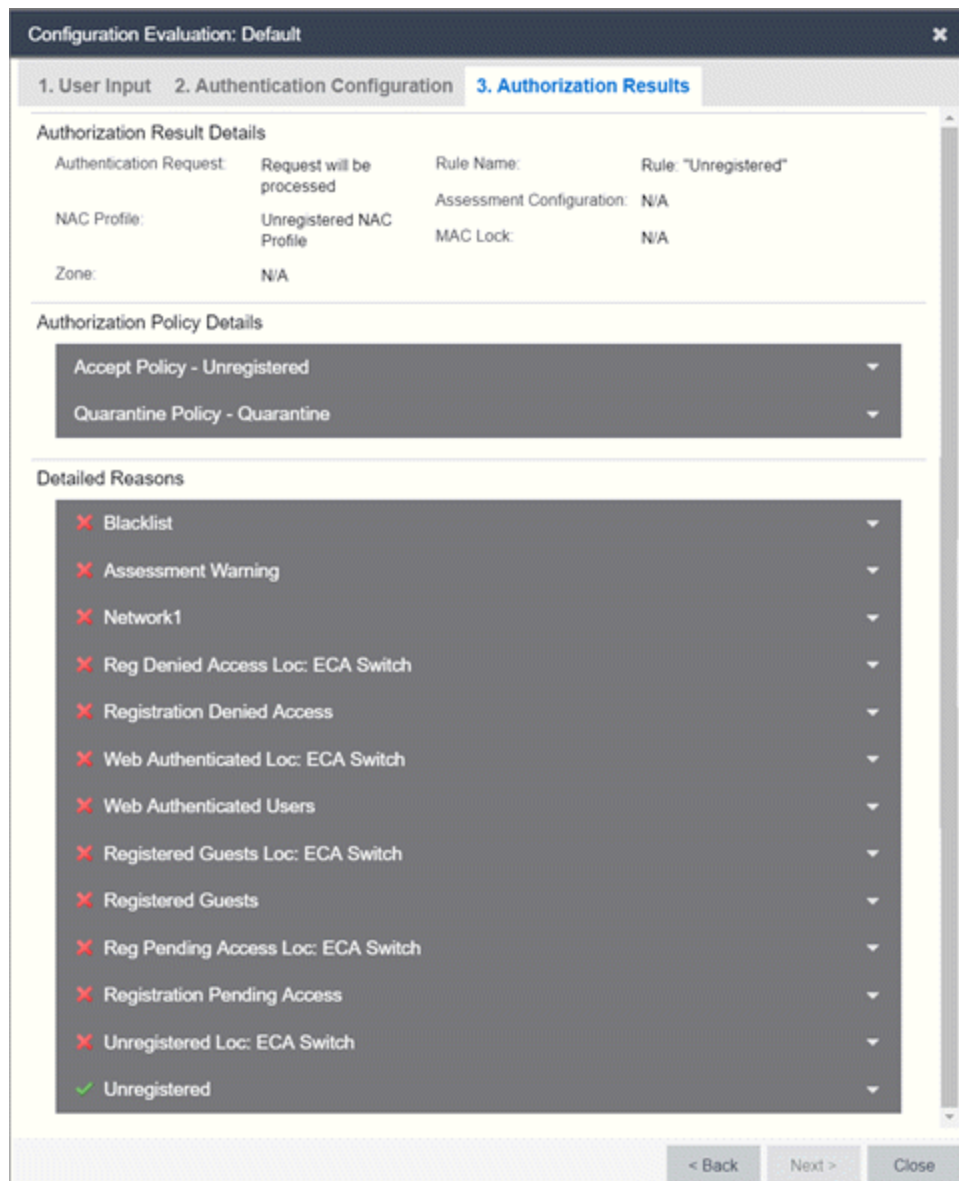 Configuration Evaluation: Default
1. User Input 2. Authentication Configuration 3. Authorization Results
Authorization Result Details
Authentication Request: Request will be processed
Rule Name: Rule: "Unregistered"
Assessment Configuration: N/A
NAC Profile: Unregistered NAC Profile
MAC Lock: N/A
Zone: N/A
Authorization Policy Details
Accept Policy - Unregistered
Quarantine Policy - Quarantine
Detailed Reasons
Blacklist
Assessment Warning
Network1
Reg Denied Access Loc: ECA Switch
Registration Denied Access
Web Authenticated Loc: ECA Switch
Web Authenticated Users
Registered Guests Loc: ECA Switch
Registered Guests
Reg Pending Access Loc: ECA Switch
Registration Pending Access
Unregistered Loc: ECA Switch
Unregistered
< Back Next > Close